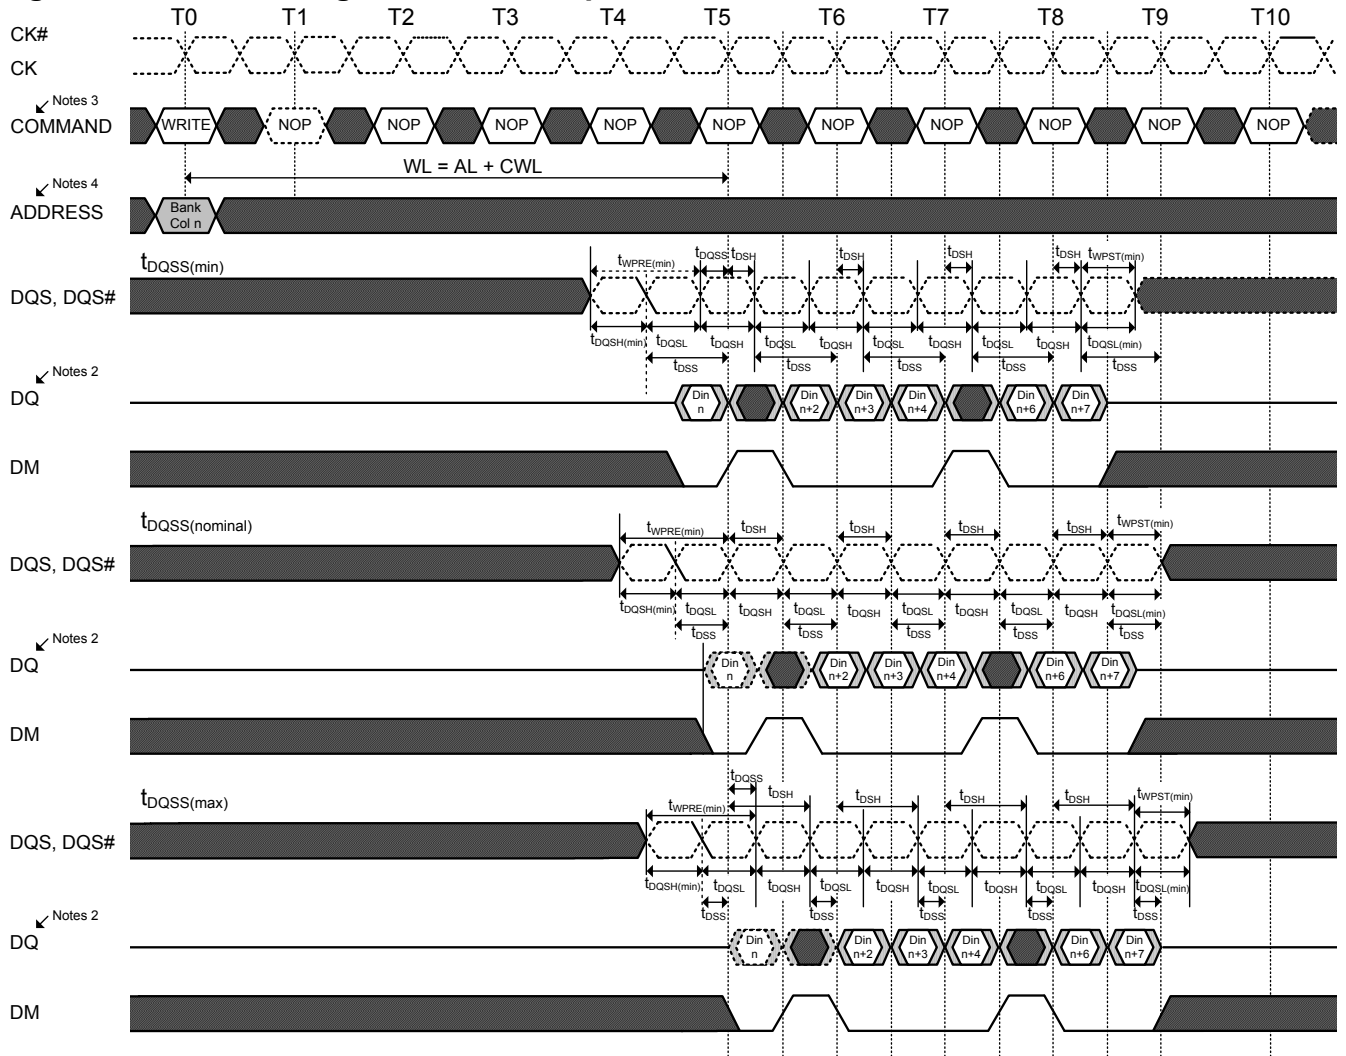 T0 T1 T2 T3 T4 T5 T6 T7 T8 T9 T10
CK#
CK
Notes 3
COMMAND
WRITE NOP NOP NOP NOP NOP NOP NOP NOP NOP NOP
WL = AL + CWL
Notes 4
ADDRESS
Bank
Col n
tDQSS(min)
tWPRE(min) tDQSS tDSH tDSH tDSH tDSH tWPST(min)
DQS, DQS#
tDQSH(min) tDQSL tDQSH tDQSL tDQSH tDQSL tDQSH tDQSL tDQSH tDQSL(min)
tDSS tDSS tDSS tDSS tDSS
Notes 2
DQ
Din n Din n+2 Din n+3 Din n+4 Din n+6 Din n+7
DM
tDQSS(nominal)
tWPRE(min) tDSH tDSH tDSH tDSH tWPST(min)
DQS, DQS#
tDQSH(min) tDQSL tDQSH tDQSL tDQSH tDQSL tDQSH tDQSL tDQSH tDQSL(min)
tDSS tDSS tDSS tDSS tDSS
Notes 2
DQ
Din n Din n+2 Din n+3 Din n+4 Din n+6 Din n+7
DM
tDQSS
tDQSS(max)
tWPRE(min) tDSH tDSH tDSH tDSH tWPST(min)
DQS, DQS#
tDQSH(min) tDQSL tDQSH tDQSL tDQSH tDQSL tDQSH tDQSL tDQSH tDQSL(min)
tDSS tDSS tDSS tDSS tDSS
Notes 2
DQ
Din n Din n+2 Din n+3 Din n+4 Din n+6 Din n+7
DM